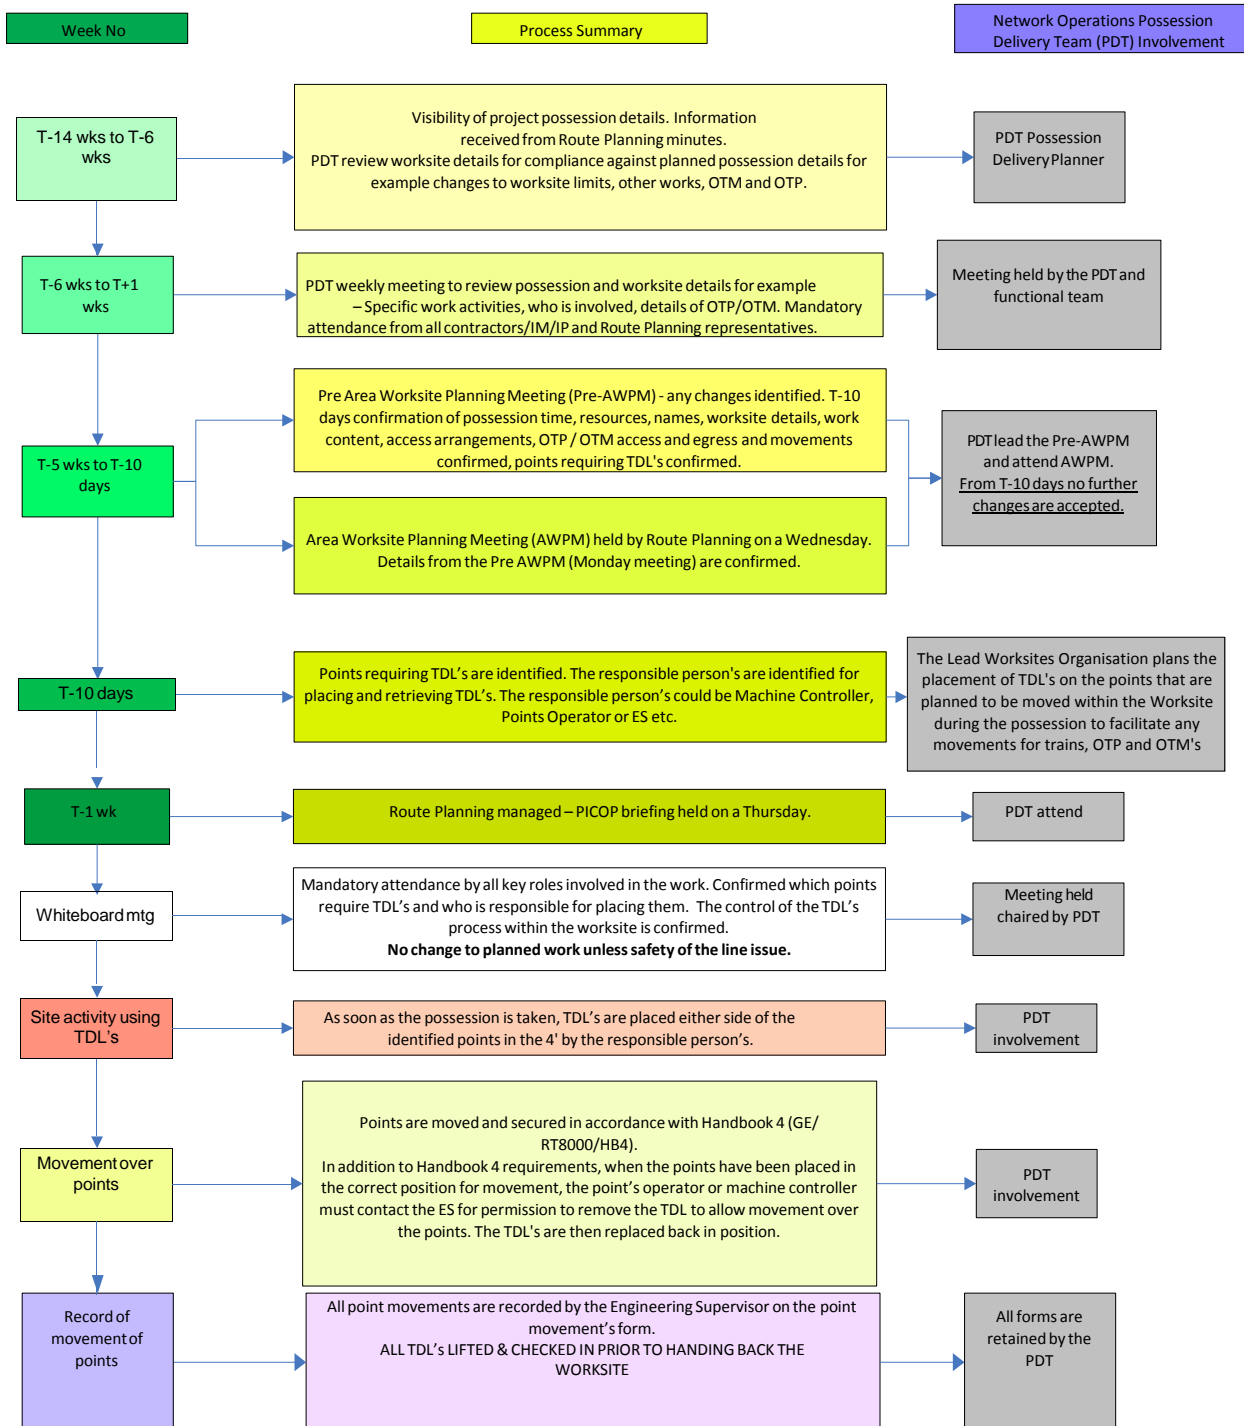 Week No
Process Summary
Network Operations Possession
Delivery Team (PDT) Involvement
T-14 wks to T-6
wks
Visibility of project possession details. Information
received from Route Planning minutes.
PDT review worksite details for compliance against planned possession details for
example changes to worksite limits, other works, OTM and OTP.
PDT Possession
Delivery Planner
T-6 wks to T+1
wks
PDT weekly meeting to review possession and worksite details for example
– Specific work activities, who is involved, details of OTP/OTM. Mandatory
attendance from all contractors/IM/IP and Route Planning representatives.
Meeting held by the PDT and
functional team
T-5 wks to T-10
days
Pre Area Worksite Planning Meeting (Pre-AWPM) - any changes identified. T-10
days confirmation of possession time, resources, names, worksite details, work
content, access arrangements, OTP / OTM access and egress and movements
confirmed, points requiring TDL's confirmed.
Area Worksite Planning Meeting (AWPM) held by Route Planning on a Wednesday.
Details from the Pre AWPM (Monday meeting) are confirmed.
PDT lead the Pre-AWPM
and attend AWPM.
From T-10 days no further
changes are accepted.
T-10 days
Points requiring TDL’s are identified. The responsible person's are identified for
placing and retrieving TDL’s. The responsible person’s could be Machine Controller,
Points Operator or ES etc.
The Lead Worksites Organisation plans the
placement of TDL's on the points that are
planned to be moved within the Worksite
during the possession to facilitate any
movements for trains, OTP and OTM's
T-1 wk
Route Planning managed – PICOP briefing held on a Thursday.
PDT attend
Whiteboard mtg
Mandatory attendance by all key roles involved in the work. Confirmed which points
require TDL’s and who is responsible for placing them. The control of the TDL’s
process within the worksite is confirmed.
No change to planned work unless safety of the line issue.
Meeting held
chaired by PDT
Site activity using
TDL’s
As soon as the possession is taken, TDL’s are placed either side of the
identified points in the 4' by the responsible person’s.
PDT
involvement
Movement over
points
Points are moved and secured in accordance with Handbook 4 (GE/
RT8000/HB4).
In addition to Handbook 4 requirements, when the points have been placed in
the correct position for movement, the point’s operator or machine controller
must contact the ES for permission to remove the TDL to allow movement over
the points. The TDL's are then replaced back in position.
PDT
involvement
Record of
movement of
points
All point movements are recorded by the Engineering Supervisor on the point
movement’s form.
ALL TDL’s LIFTED & CHECKED IN PRIOR TO HANDING BACK THE
WORKSITE
All forms are
retained by the
PDT